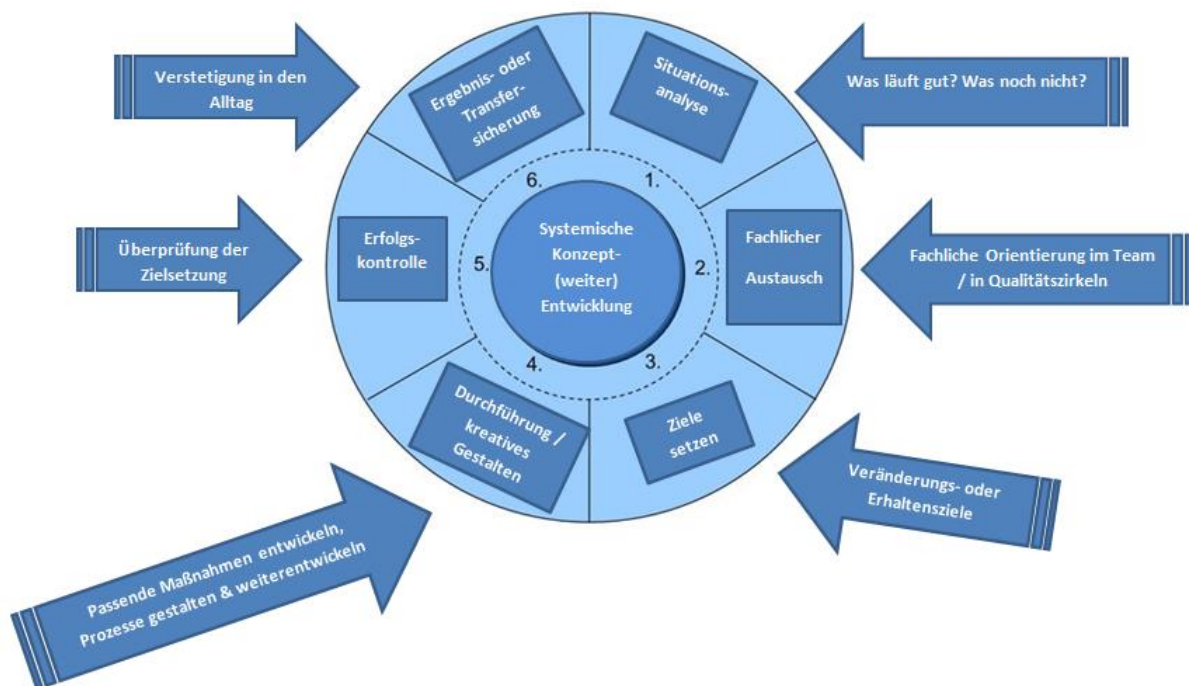 Verstetigung in den
Alltag
Ergebnis- oder
Transfer-
sicherung
Situations-
analyse
Was läuft gut? Was noch nicht?
6.
1.
Überprüfung der
Zielsetzung
Erfolgs-
kontrolle
5.
Systemische
Konzept-
(weiter)
Entwicklung
2.
Fachlicher
Austausch
Fachliche Orientierung im Team
/ in Qualitätszirkeln
4.
3.
Durchführung /
kreatives
Gestalten
Ziele
setzen
Veränderungs- oder
Erhaltensziele
Passende Maßnahmen entwickeln,
Prozesse gestalten & weiterentwickeln